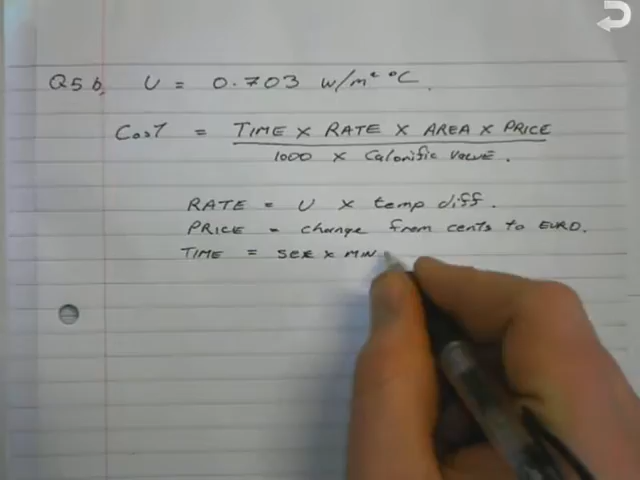 Q5 b, U = 0.703 W/m² °C.
COST = TIME X RATE X AREA X PRICE
1000 X Calorific Value.
RATE = U X temp diff.
PRICE = change from cents to EURO.
TIME = SEC X MIN